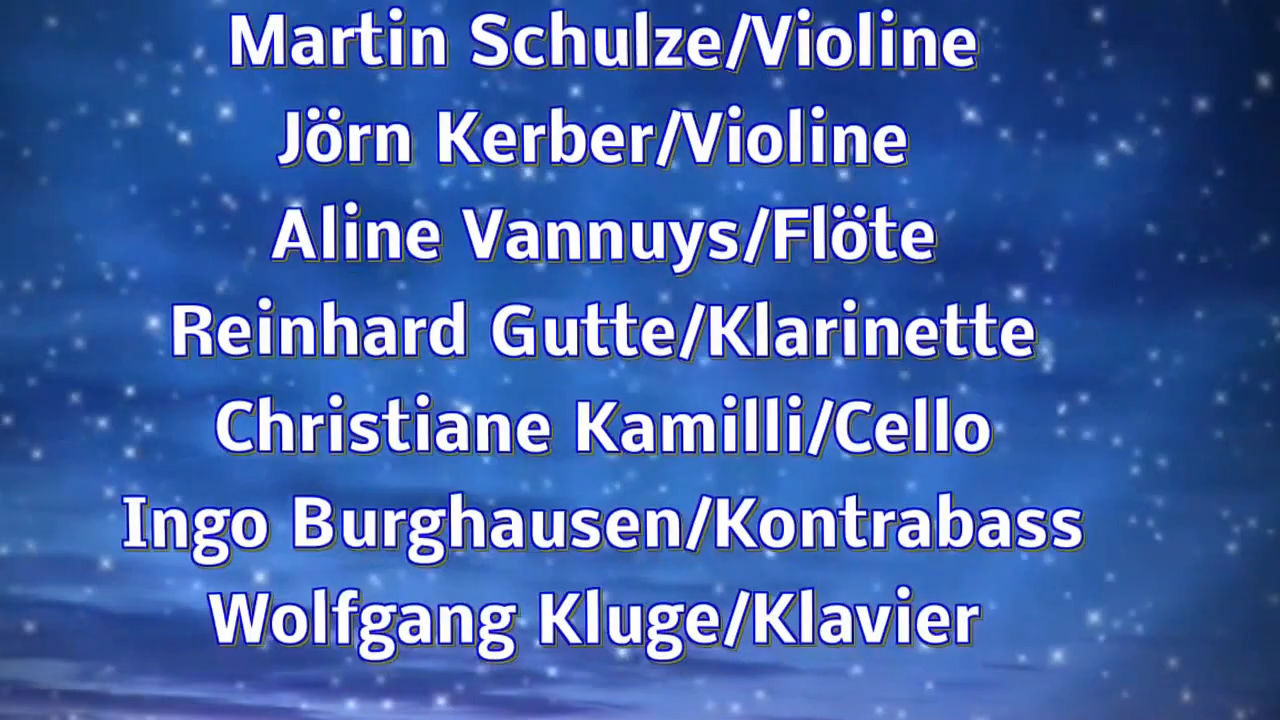 Martin Schulze/Violine
Jörn Kerber/Violine
Aline Vannuys/Flöte
Reinhard Gutte/Klarinette
Christiane Kamilli/Cello
Ingo Burghausen/Kontrabass
Wolfgang Kluge/Klavier